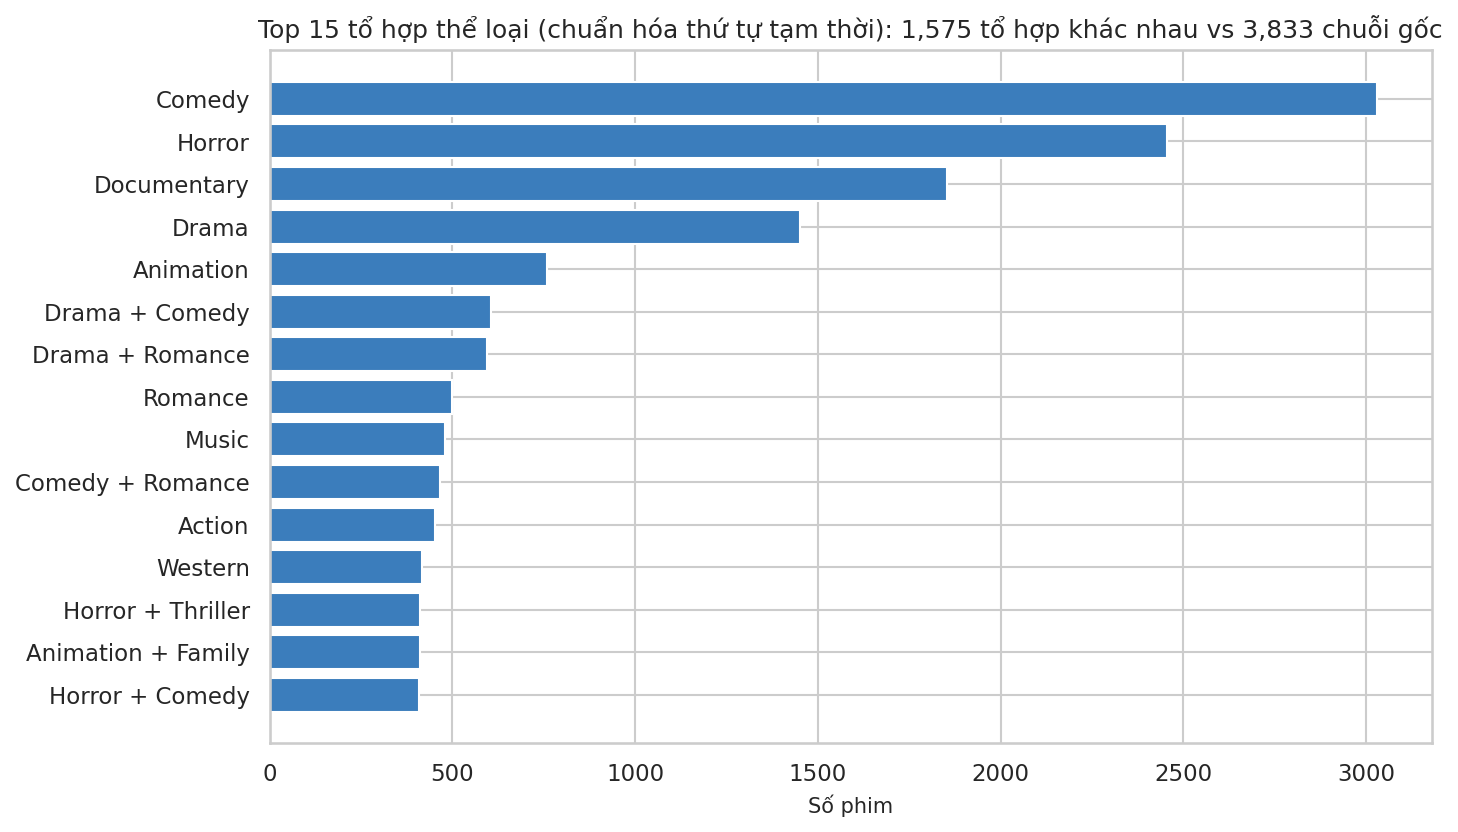 Top 15 tổ hợp thể loại (chuẩn hóa thứ tự tạm thời): 1,575 tổ hợp khác nhau vs 3,833 chuỗi gốc
Comedy
Horror
Documentary
Drama
Animation
Drama + Comedy
Drama + Romance
Romance
Music
Comedy + Romance
Action
Western
Horror + Thriller
Animation + Family
Horror + Comedy
0 500 1000 1500 2000 2500 3000
Số phim